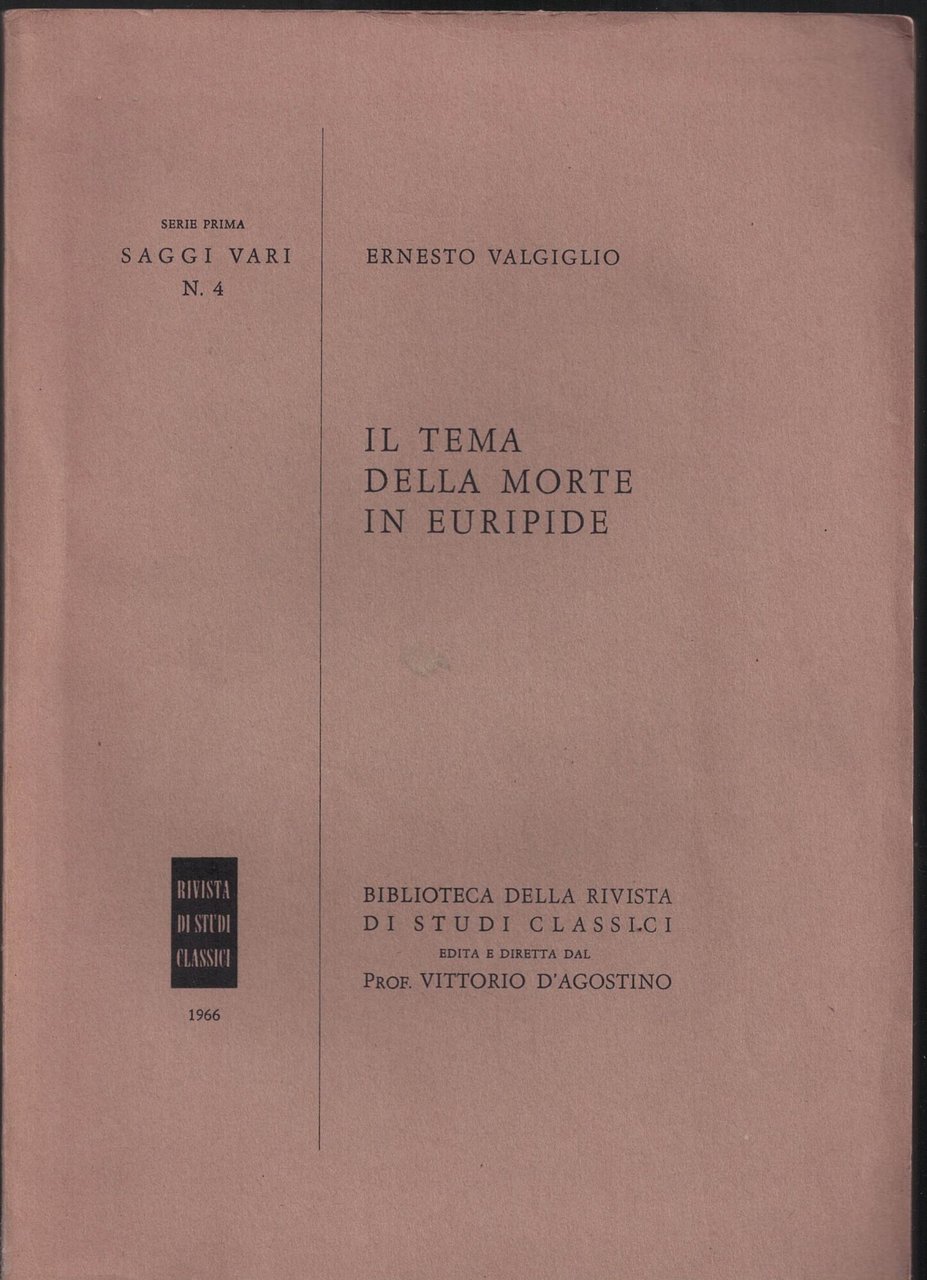 SERIE PRIMA
SAGGI VARI
N. 4
ERNESTO VALGIGLIO
IL TEMA
DELLA MORTE
IN EURIPIDE
RIVISTA
DI STUDI
CLASSICI
1966
BIBLIOTECA DELLA RIVISTA
DI STUDI CLASSICI
EDITA E DIRETTA DAL
PROF. VITTORIO D'AGOSTINO